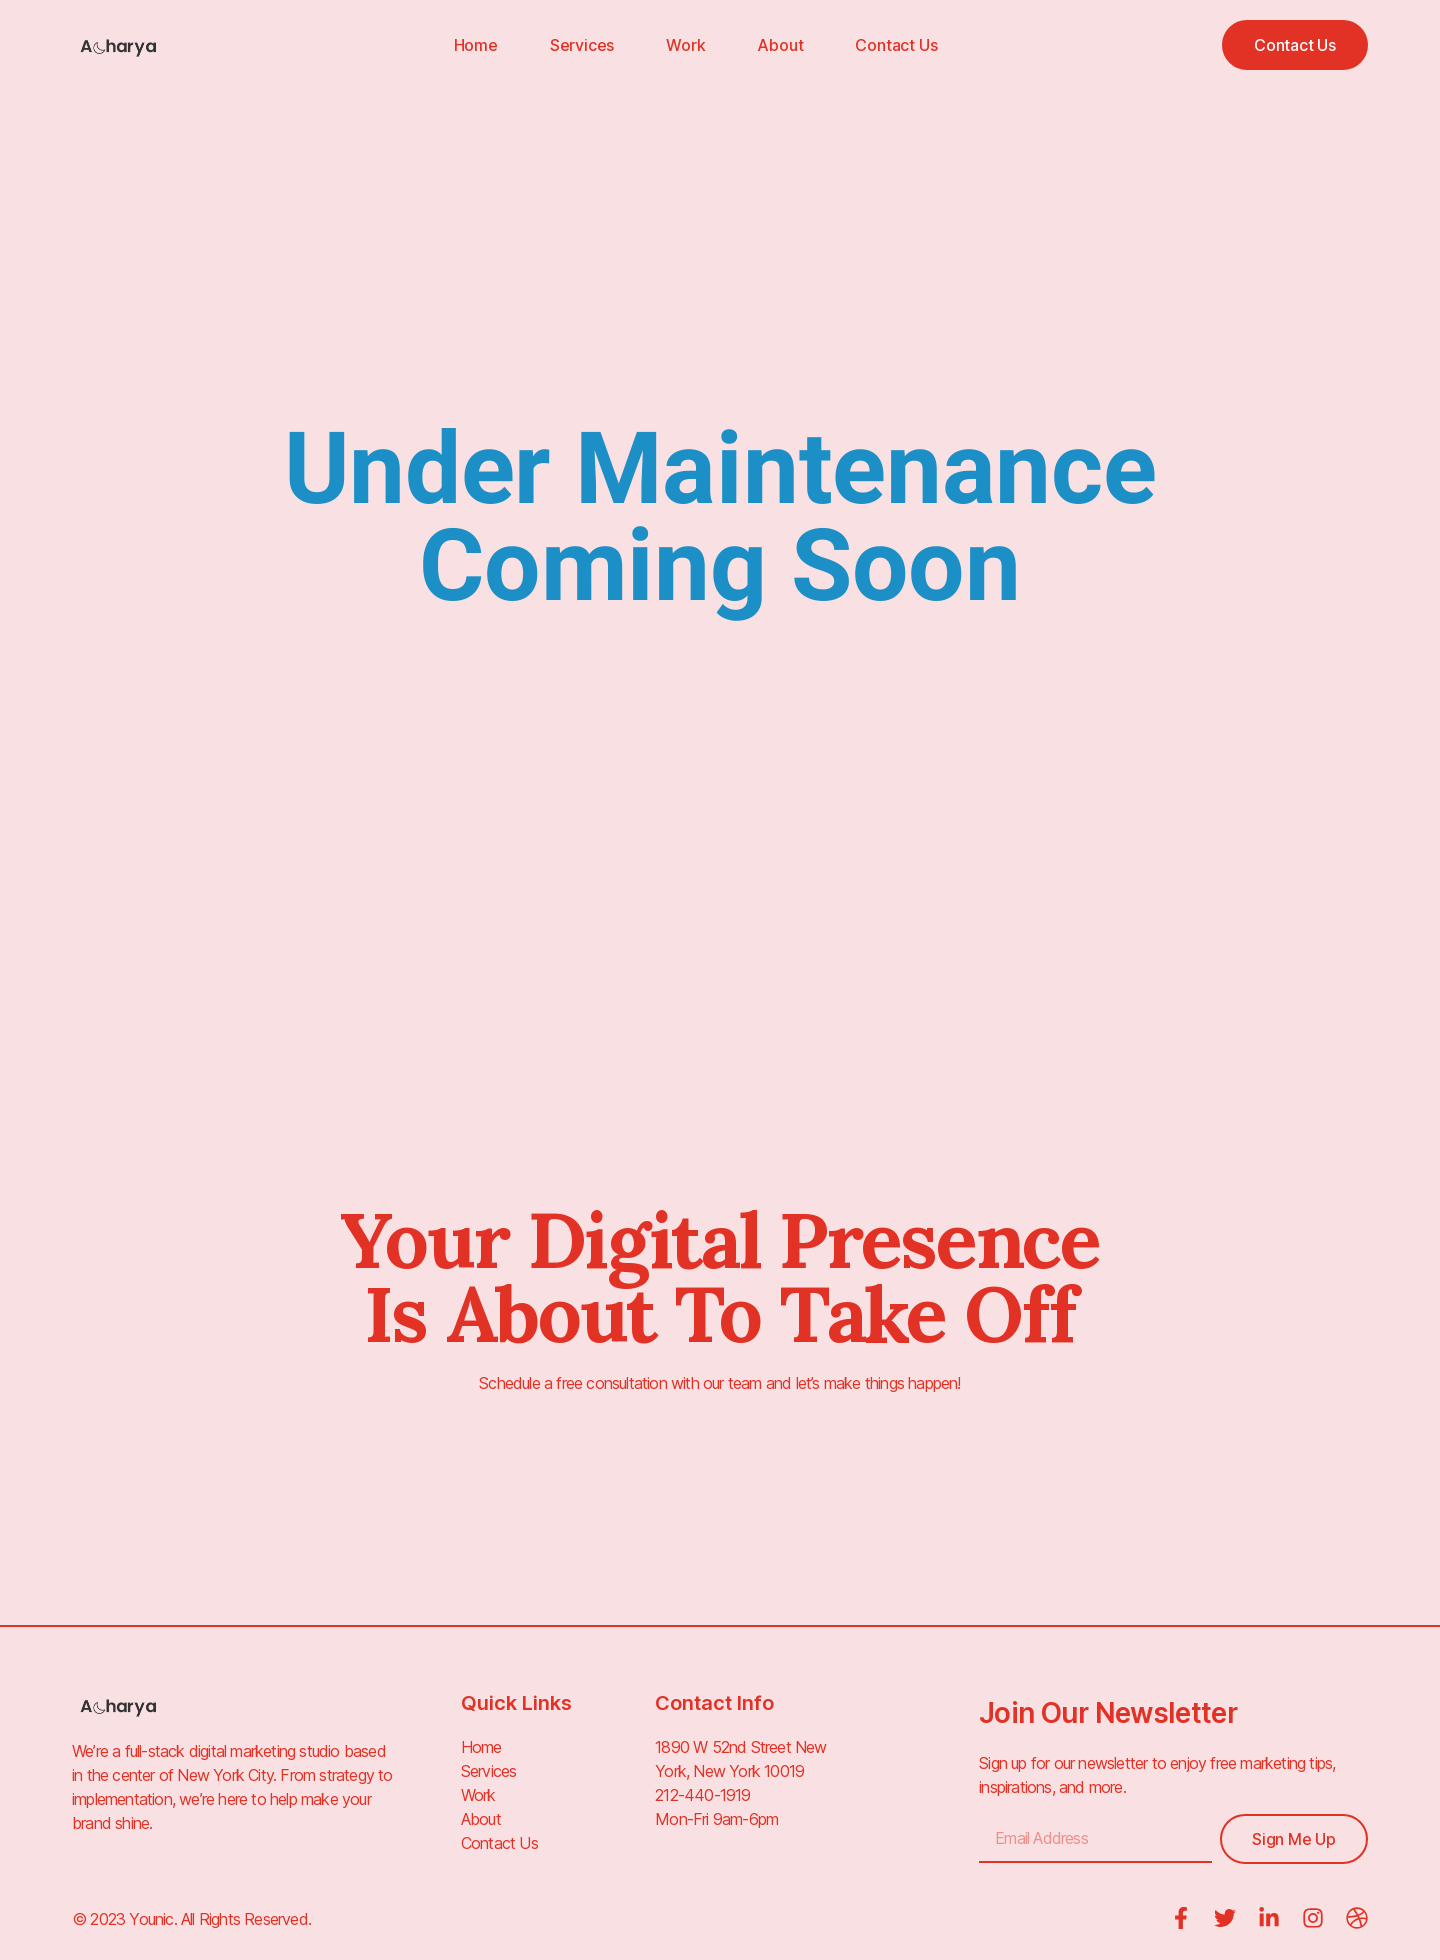 Acharya
Home
Services
Work
About
Contact Us
Contact Us
Under Maintenance
Coming Soon
Your Digital Presence
Is About To Take Off
Schedule a free consultation with our team and let’s make things happen!
Acharya
We’re a full-stack digital marketing studio based
in the center of New York City. From strategy to
implementation, we’re here to help make your
brand shine.
Quick Links
Home
Services
Work
About
Contact Us
Contact Info
1890 W 52nd Street New
York, New York 10019
212-440-1919
Mon-Fri 9am-6pm
Join Our Newsletter
Sign up for our newsletter to enjoy free marketing tips,
inspirations, and more.
Email Address
Sign Me Up
© 2023 Younic. All Rights Reserved.